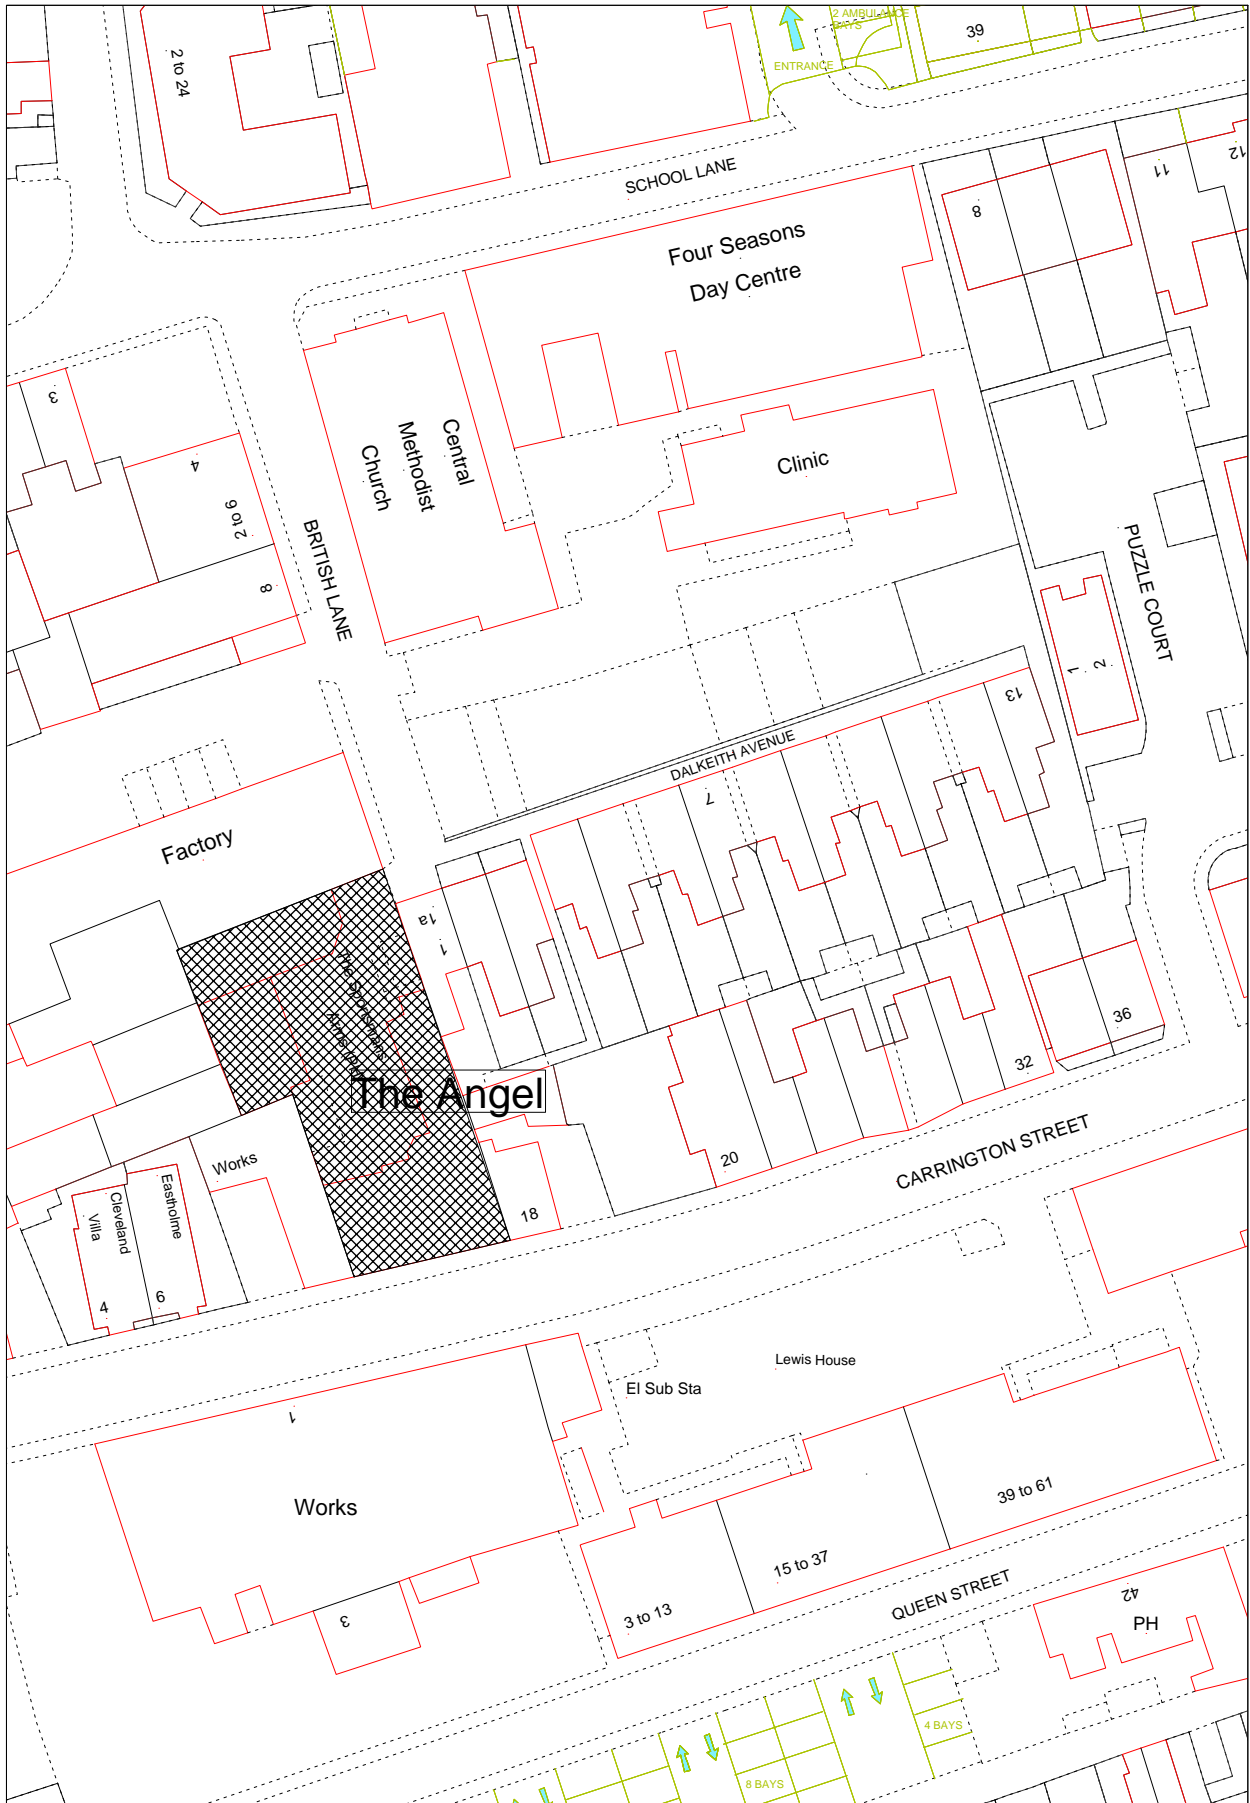 2 AMBULANCE
BAYS
39
ENTRANCE
2 to 24
SCHOOL LANE
11
12
8
Four Seasons
Day Centre
3
4
2 to 6
8
BRITISH LANE
Central
Methodist
Church
Clinic
PUZZLE COURT
1
2
13
DALKEITH AVENUE
7
Factory
1a
1
The Sportsmans
Arms (PH)
The Angel
36
32
20
18
CARRINGTON STREET
Works
Eastholme
Cleveland
Villa
4
6
Lewis House
El Sub Sta
1
Works
39 to 61
15 to 37
3 to 13
3
QUEEN STREET
42
PH
4 BAYS
8 BAYS